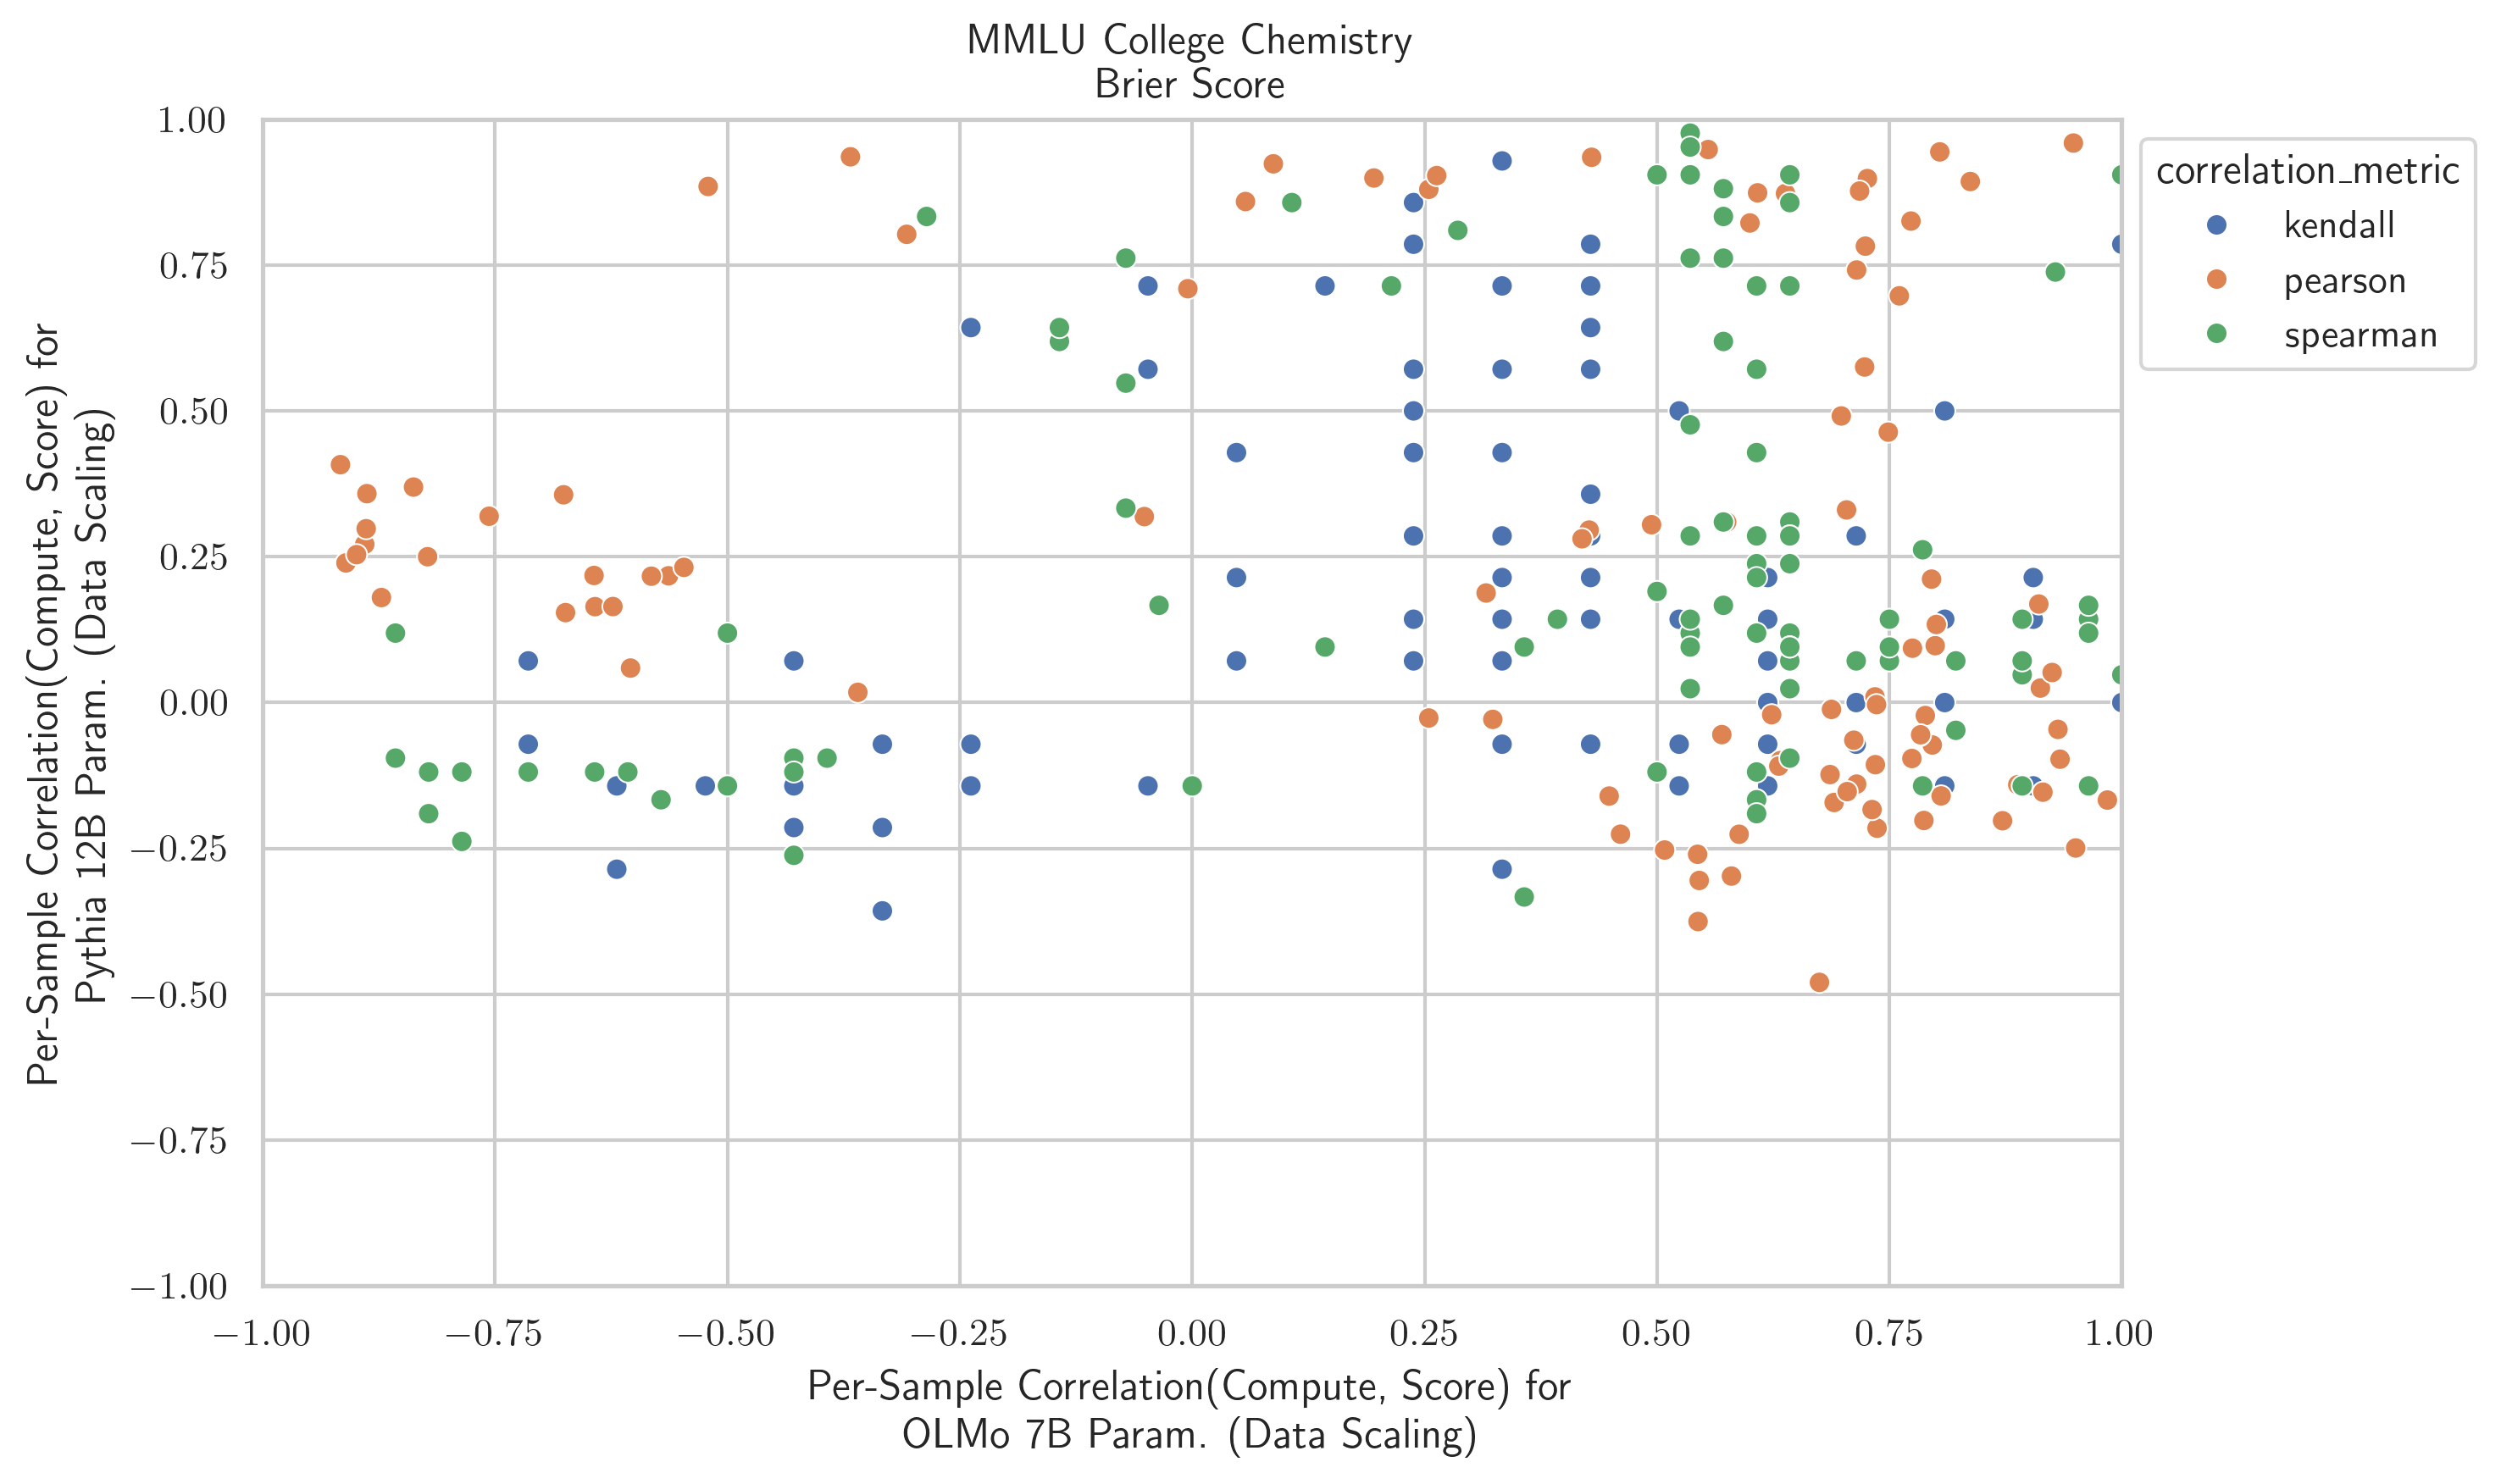 MMLU College Chemistry
Brier Score
Per-Sample Correlation(Compute, Score) for
Pythia 12B Param. (Data Scaling)
1.00
0.75
0.50
0.25
0.00
−0.25
−0.50
−0.75
−1.00
−1.00 −0.75 −0.50 −0.25 0.00 0.25 0.50 0.75 1.00
Per-Sample Correlation(Compute, Score) for
OLMo 7B Param. (Data Scaling)
correlation_metric
kendall
pearson
spearman